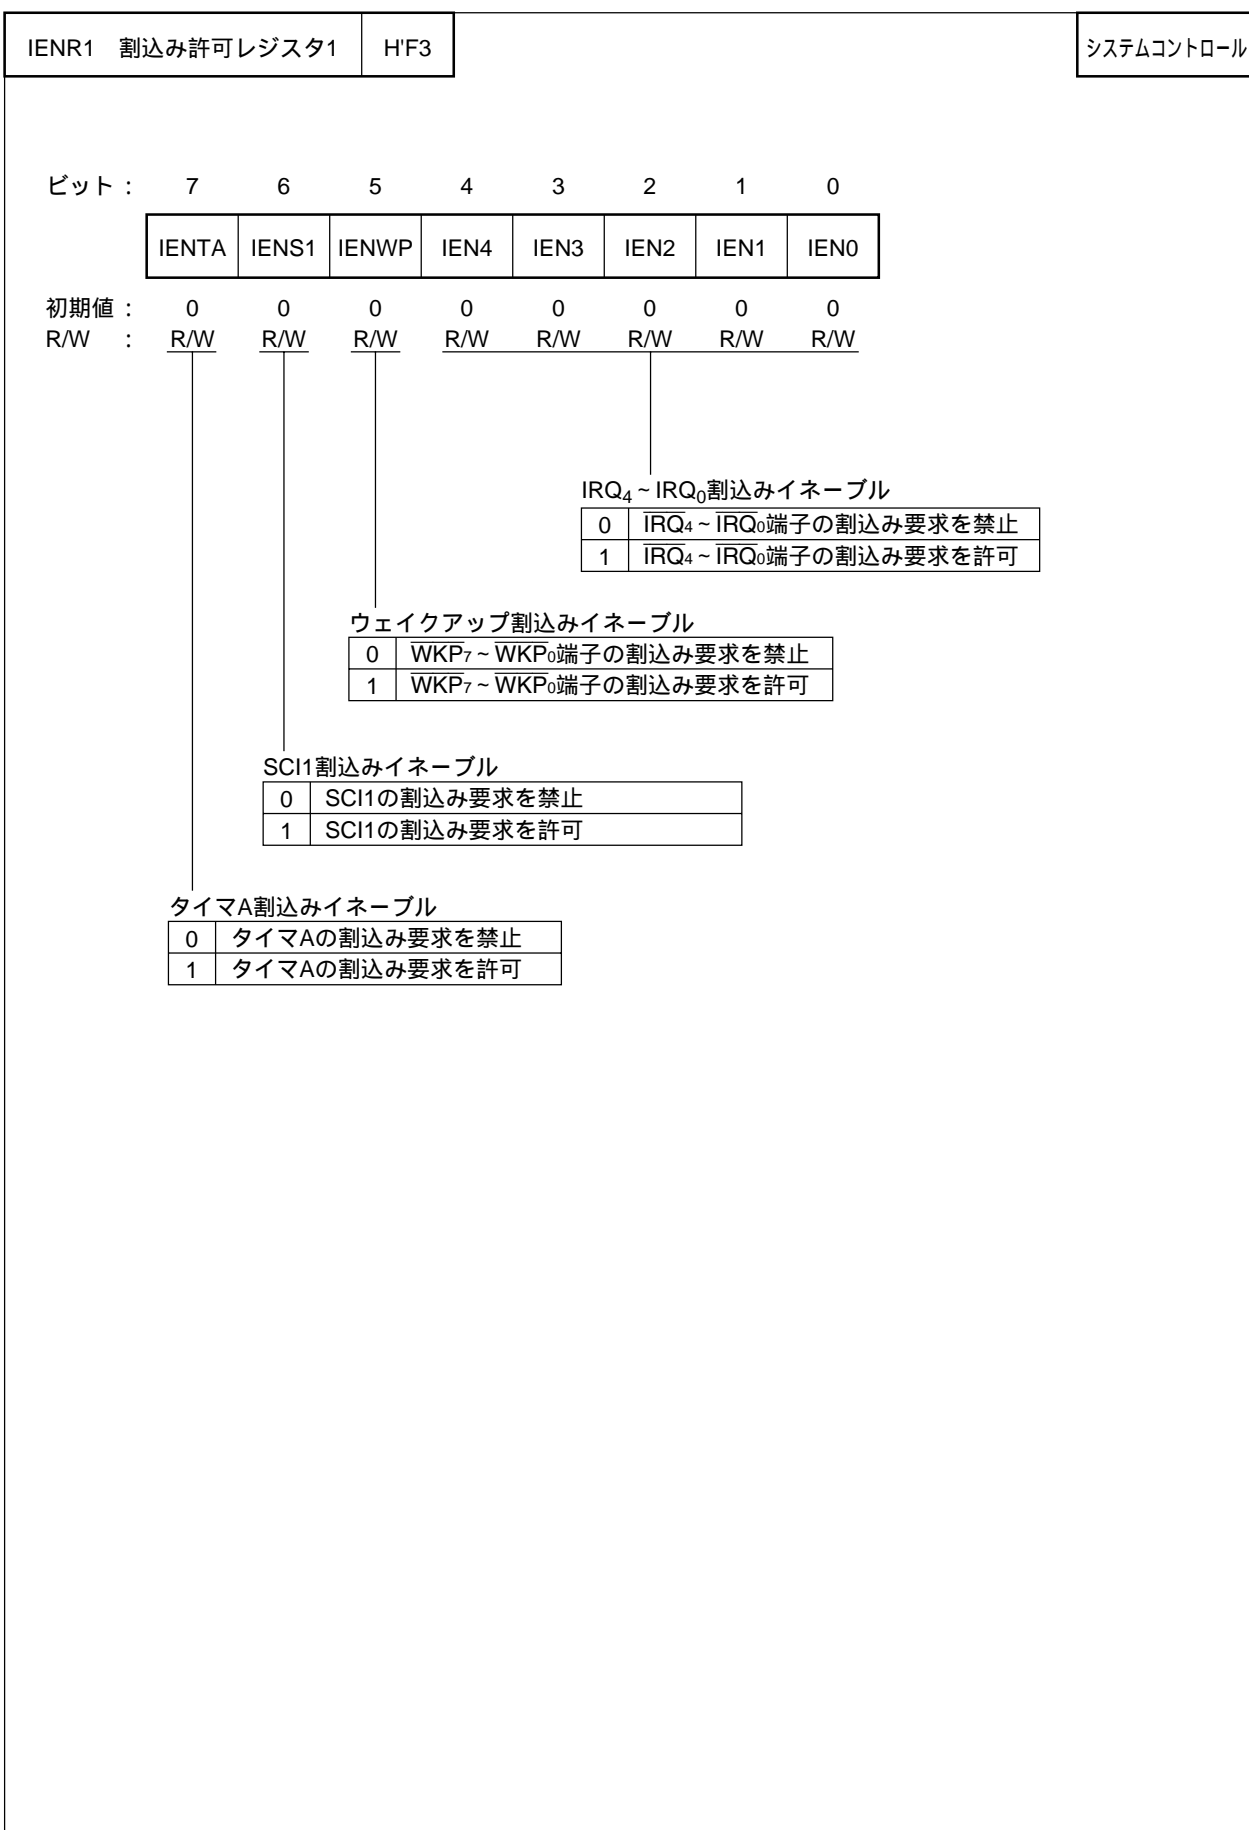 IENR1 割込み許可レジスタ1 H'F3 システムコントロール
ビット： 7 6 5 4 3 2 1 0
IENTA IENS1 IENWP IEN4 IEN3 IEN2 IEN1 IEN0
初期値： 0 0 0 0 0 0 0 0
R/W ： R/W R/W R/W R/W R/W R/W R/W R/W
IRQ4~IRQ0割込みイネーブル
0 IRQ4~IRQ0端子の割込み要求を禁止
1 IRQ4~IRQ0端子の割込み要求を許可
ウェイクアップ割込みイネーブル
0 WKP7~WKP0端子の割込み要求を禁止
1 WKP7~WKP0端子の割込み要求を許可
SCI1割込みイネーブル
0 SCI1の割込み要求を禁止
1 SCI1の割込み要求を許可
タイマA割込みイネーブル
0 タイマAの割込み要求を禁止
1 タイマAの割込み要求を許可